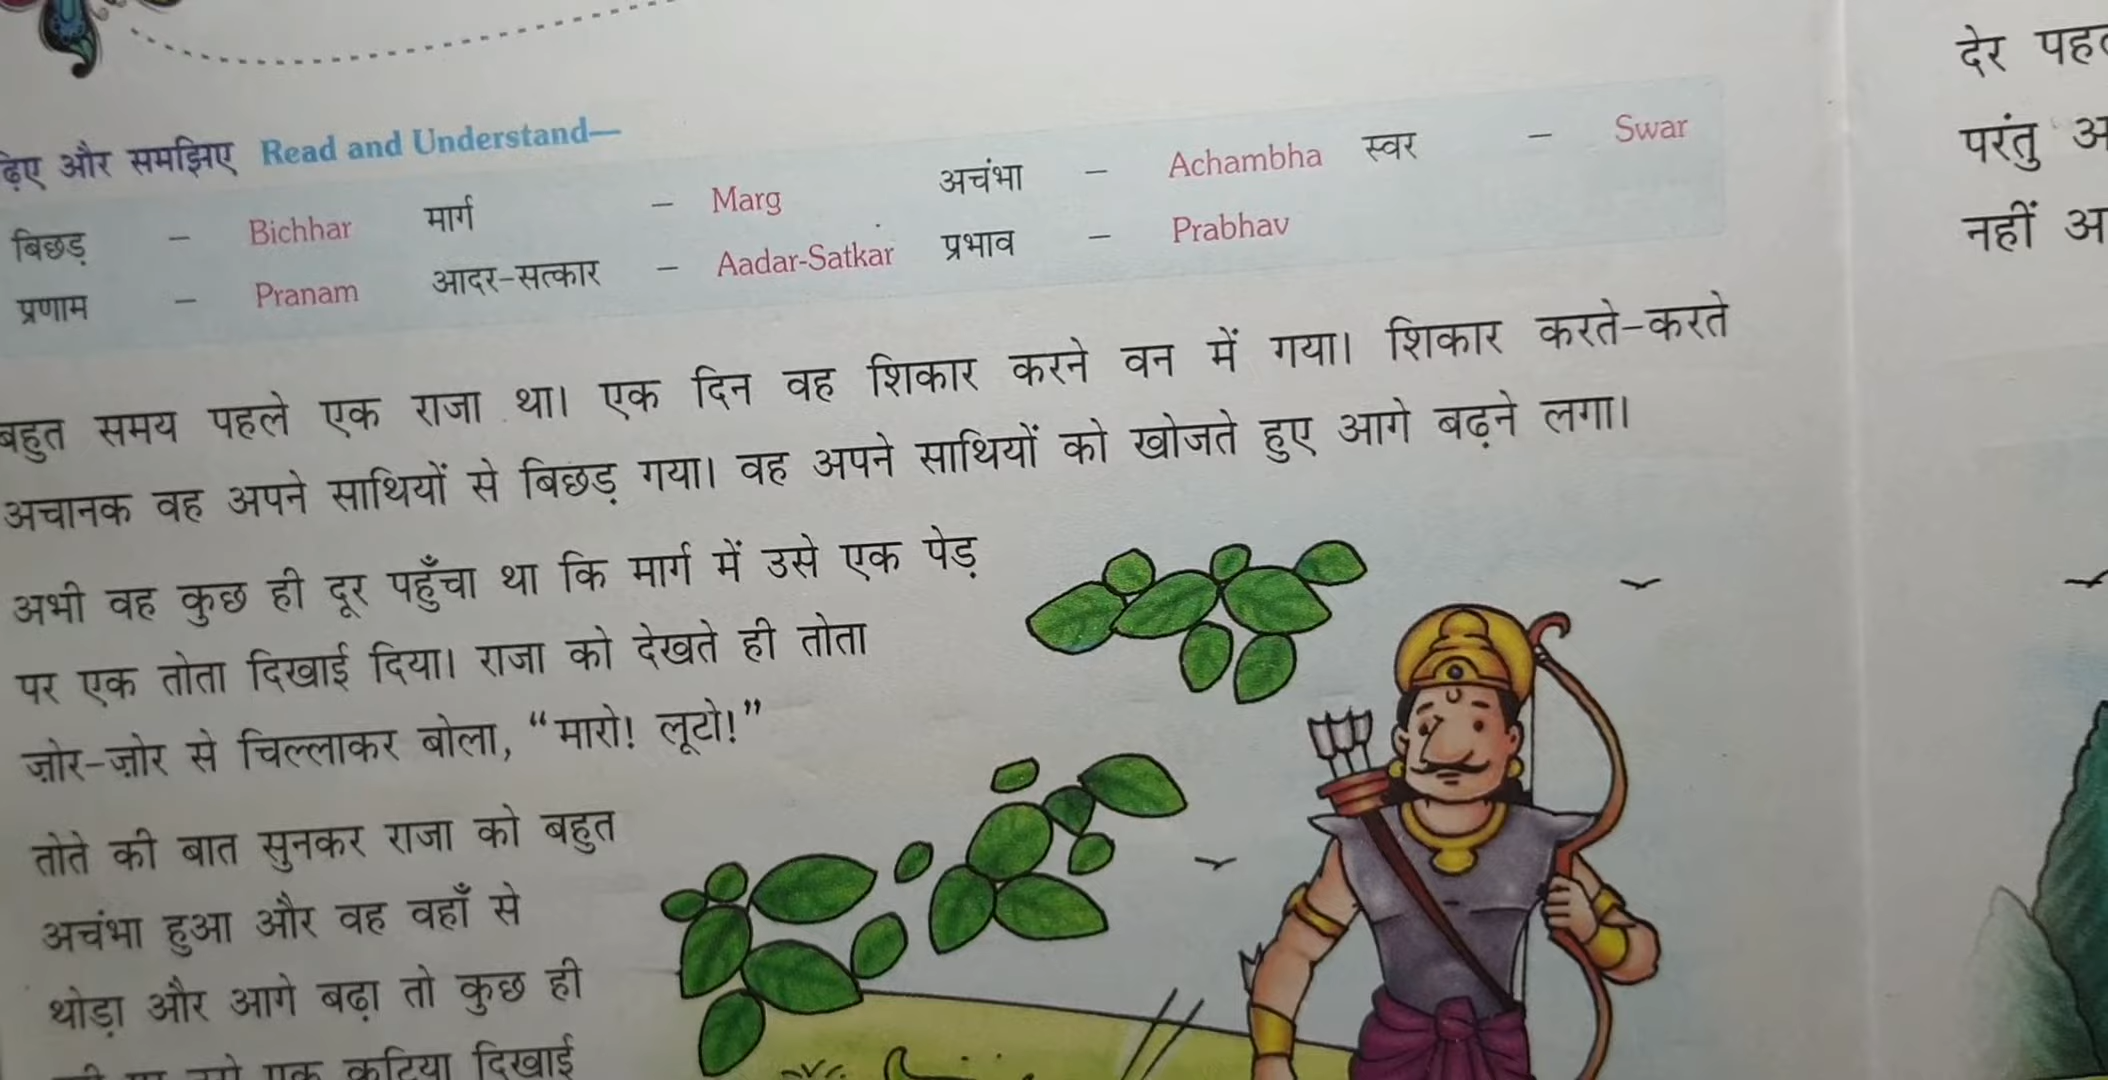 और समझिए Read and Understand—
बिछड़ – Bichhar मार्ग – Marg अचंभा – Achambha स्वर – Swar
प्रणाम – Pranam आदर-सत्कार – Aadar-Satkar प्रभाव – Prabhav
बहुत समय पहले एक राजा था। एक दिन वह शिकार करने वन में गया। शिकार करते-करते
अचानक वह अपने साथियों से बिछड़ गया। वह अपने साथियों को खोजते हुए आगे बढ़ने लगा।
अभी वह कुछ ही दूर पहुँचा था कि मार्ग में उसे एक पेड़
पर एक तोता दिखाई दिया। राजा को देखते ही तोता
ज़ोर-ज़ोर से चिल्लाकर बोला, “मारो! लूटो!”
तोते की बात सुनकर राजा को बहुत
अचंभा हुआ और वह वहाँ से
थोड़ा और आगे बढ़ा तो कुछ ही
एक कुटिया दिखाई
देर
परंतु
नहीं